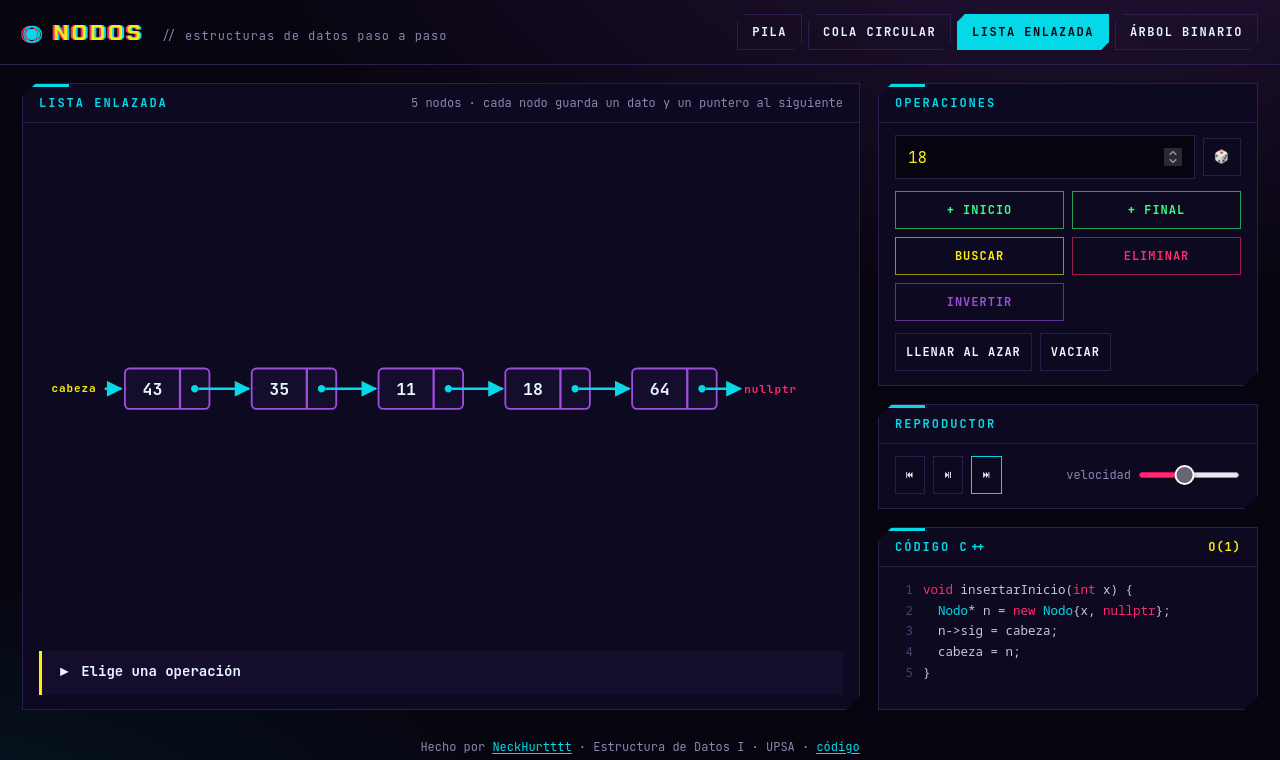 NODOS // estructuras de datos paso a paso
PILA COLA CIRCULAR LISTA ENLAZADA ÁRBOL BINARIO
LISTA ENLAZADA 5 nodos · cada nodo guarda un dato y un puntero al siguiente
cabeza 43 35 11 18 64 nullptr
▶ Elige una operación
OPERACIONES
18
+ INICIO + FINAL
BUSCAR ELIMINAR
INVERTIR
LLENAR AL AZAR VACIAR
REPRODUCTOR
velocidad
CÓDIGO C++ O(1)
1 void insertarInicio(int x) {
2 Nodo* n = new Nodo{x, nullptr};
3 n->sig = cabeza;
4 cabeza = n;
5 }
Hecho por NeckHurtttt · Estructura de Datos I · UPSA · código